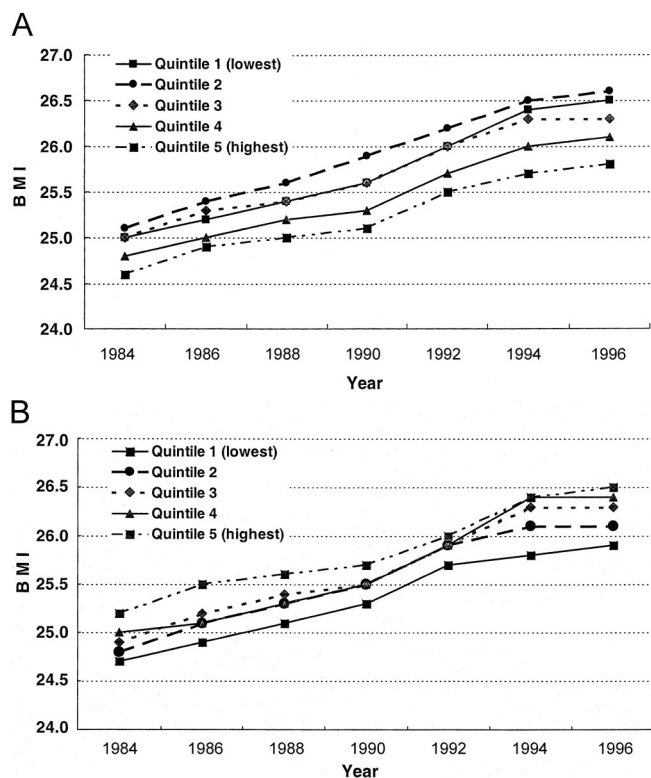 A
27.0
26.5
26.0
25.5
25.0
24.5
24.0
BMI
Quintile 1 (lowest)
Quintile 2
Quintile 3
Quintile 4
Quintile 5 (highest)
1984 1986 1988 1990 1992 1994 1996
Year
B
27.0
26.5
26.0
25.5
25.0
24.5
24.0
BMI
Quintile 1 (lowest)
Quintile 2
Quintile 3
Quintile 4
Quintile 5 (highest)
1984 1986 1988 1990 1992 1994 1996
Year